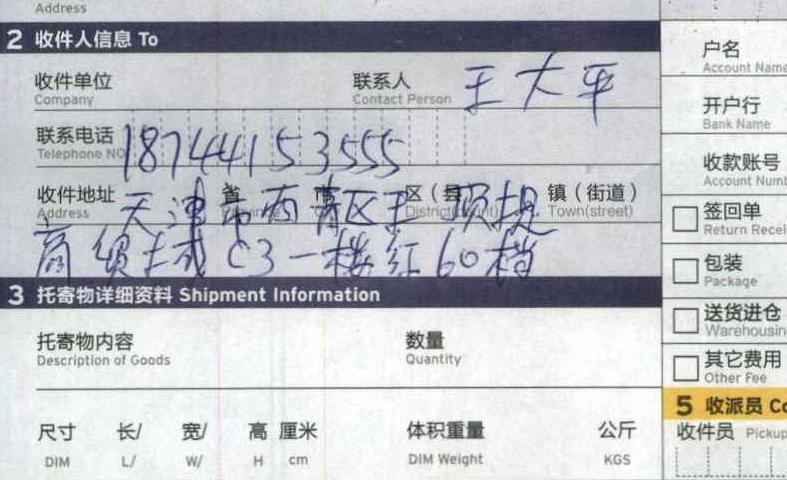 Address
2 收件人信息 To
收件单位 联系人 王大平
Company Contact Person
联系电话 18744153555
Telephone NO
收件地址 省 市 区（县） 镇（街道）
Address Town(street)
天津市西青区王顶堤
商贸城C3一楼红60档
3 托寄物详细资料 Shipment Information
托寄物内容 数量
Description of Goods Quantity
尺寸 长/ 宽/ 高 厘米 体积重量 公斤
DIM L/ W/ H cm DIM Weight KGS
户名
Account Name
开户行
Bank Name
收款账号
Account Numb
签回单
Return Recei
包装
Package
送货进仓
Warehousin
其它费用
Other Fee
5 收派员 Co
收件员 Pickup